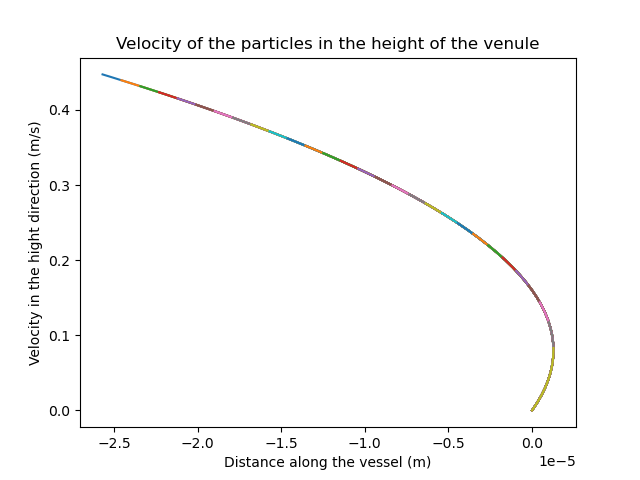 Velocity of the particles in the height of the venule
Velocity in the hight direction (m/s)
0.4
0.3
0.2
0.1
0.0
−2.5 −2.0 −1.5 −1.0 −0.5 0.0
1e−5
Distance along the vessel (m)